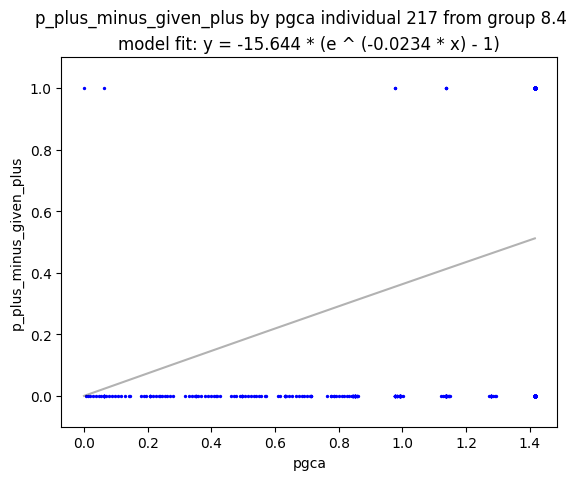 p_plus_minus_given_plus by pgca individual 217 from group 8.4
model fit: y = -15.644 * (e ^ (-0.0234 * x) - 1)
1.0
0.8
0.6
0.4
0.2
0.0
p_plus_minus_given_plus
0.0 0.2 0.4 0.6 0.8 1.0 1.2 1.4
pgca